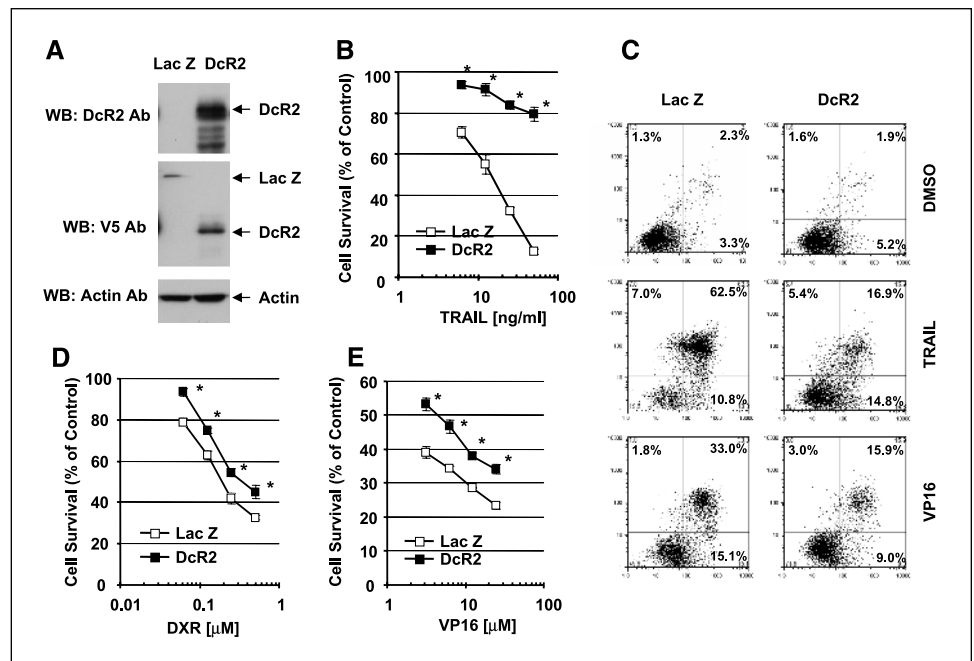 A
Lac Z DcR2
WB: DcR2 Ab
DcR2
Lac Z
WB: V5 Ab
DcR2
WB: Actin Ab
Actin
B
Cell Survival (% of Control)
100
80
60
40
20
0
* * * *
Lac Z
DcR2
1 10 100
TRAIL [ng/ml]
C
Lac Z DcR2
1.3% 2.3% 1.6% 1.9%
3.3% 5.2%
DMSO
7.0% 62.5% 5.4% 16.9%
10.8% 14.8%
TRAIL
1.8% 33.0% 3.0% 15.9%
15.1% 9.0%
VP16
D
Cell Survival (% of Control)
100
80
60
40
20
0
* * * *
Lac Z
DcR2
0.01 0.1 1
DXR [μM]
E
Cell Survival (% of Control)
60
50
40
30
20
10
0
* * * *
Lac Z
DcR2
1 10 100
VP16 [μM]